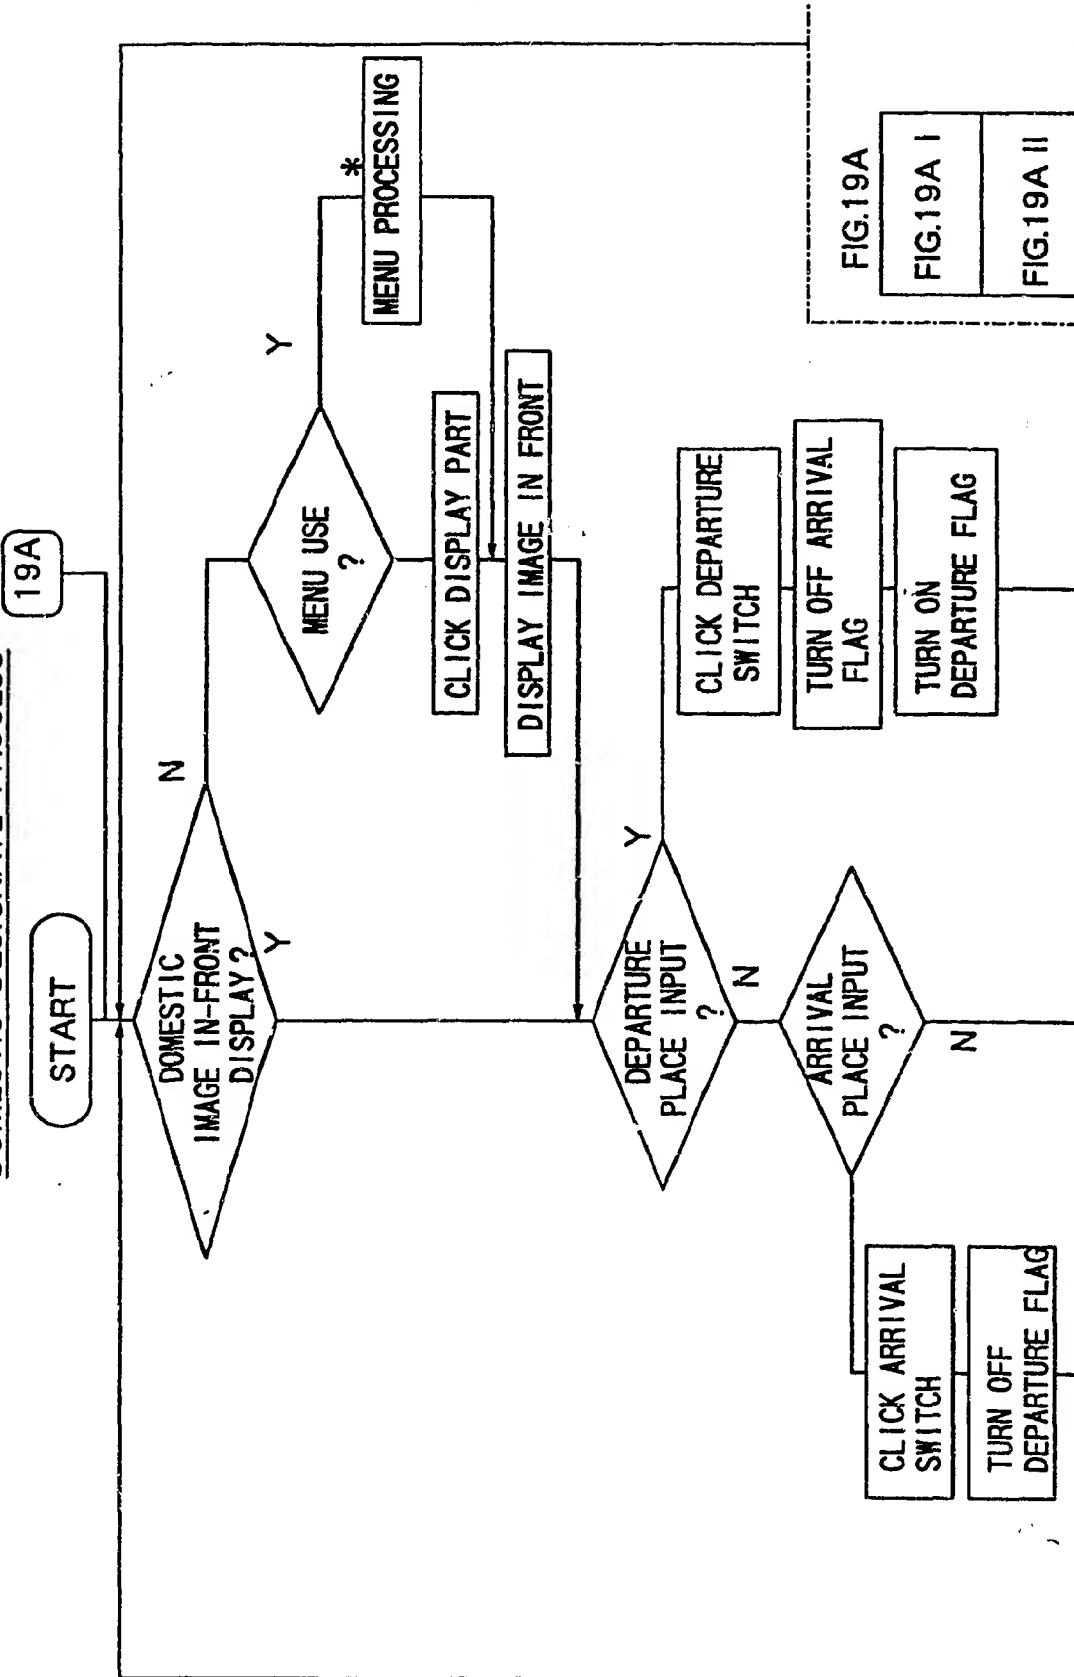 19A
START
DOMESTIC
IMAGE IN-FRONT
DISPLAY?
N
Y
MENU USE
?
Y
*
MENU PROCESSING
CLICK DISPLAY PART
DISPLAY IMAGE IN FRONT
DEPARTURE
PLACE INPUT
?
Y
N
CLICK DEPARTURE
SWITCH
TURN OFF ARRIVAL
FLAG
TURN ON
DEPARTURE FLAG
ARRIVAL
PLACE INPUT
?
N
CLICK ARRIVAL
SWITCH
TURN OFF
DEPARTURE FLAG
FIG.19A
FIG.19A I
FIG.19A II